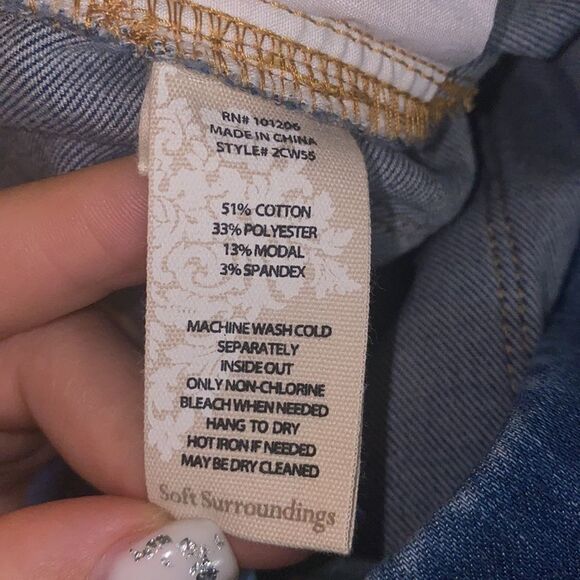 RN# 101206
MADE IN CHINA
STYLE# 2CW55
51% COTTON
33% POLYESTER
13% MODAL
3% SPANDEX
MACHINE WASH COLD
SEPARATELY
INSIDE OUT
ONLY NON-CHLORINE
BLEACH WHEN NEEDED
HANG TO DRY
HOT IRON IF NEEDED
MAY BE DRY CLEANED
Soft Surroundings